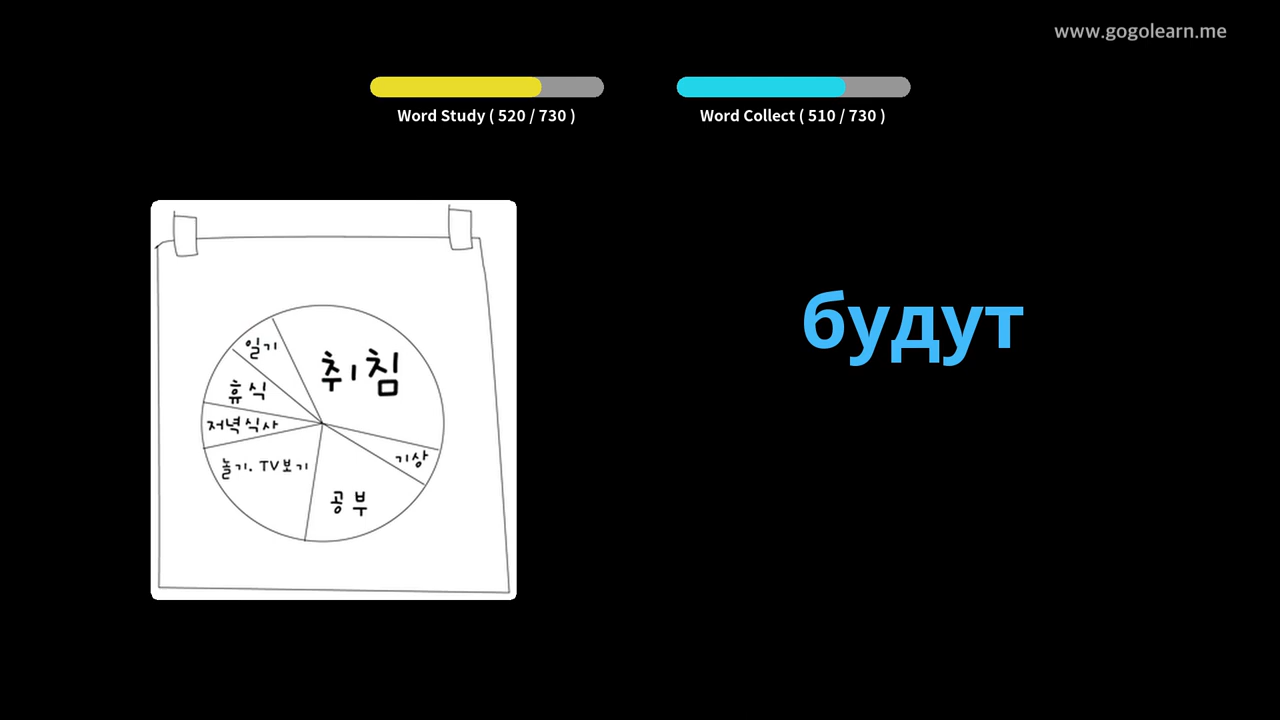 www.gogolearn.me
Word Study ( 520 / 730 )
Word Collect ( 510 / 730 )
일기
취침
휴식
저녁식사
기상
놀기. TV보기
공부
будут